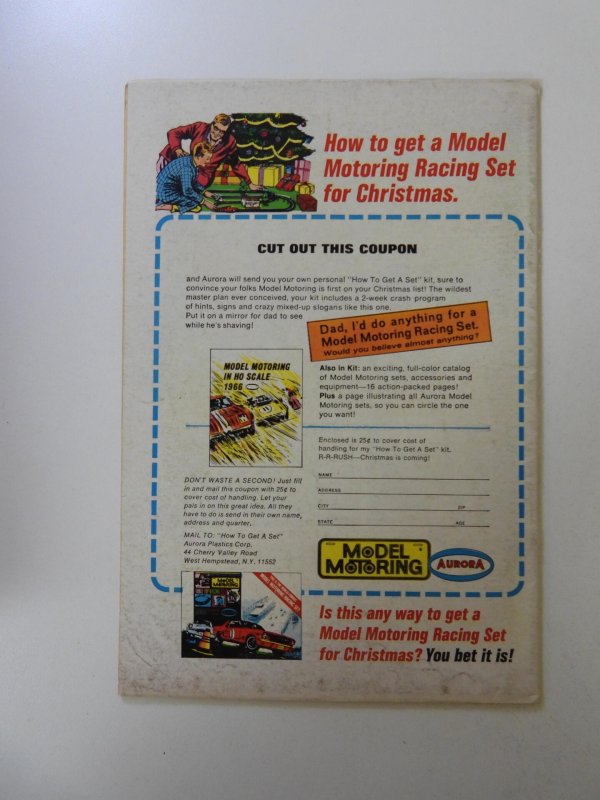 How to get a Model
Motoring Racing Set
for Christmas.
CUT OUT THIS COUPON
and Aurora will send you your own personal "How To Get A Set" kit, sure to
convince your folks Model Motoring is first on your Christmas list! The wildest
master plan ever conceived, your kit includes a 2-week crash program
of hints, signs and crazy mixed-up slogans like this one.
Put it on a mirror for dad to see
while he's shaving!
Dad, I'd do anything for a
Model Motoring Racing Set.
Would you believe almost anything?
MODEL MOTORING
IN HO SCALE
1966
Also in Kit: an exciting, full-color catalog
of Model Motoring sets, accessories and
equipment—16 action-packed pages!
Plus a page illustrating all Aurora Model
Motoring sets, so you can circle the one
you want!
Enclosed is 25¢ to cover cost of
handling for my "How To Get A Set" kit.
R-R-RUSH—Christmas is coming!
NAME
ADDRESS
CITY ZIP
STATE AGE
DON'T WASTE A SECOND! Just fill
in and mail this coupon with 25¢ to
cover cost of handling. Let your
pals in on this great idea. All they
have to do is send in their own name,
address and quarter.
MAIL TO: "How To Get A Set"
Aurora Plastics Corp.
44 Cherry Valley Road
West Hempstead, N.Y. 11552
MODEL
MOTORING
AURORA
Is this any way to get a
Model Motoring Racing Set
for Christmas? You bet it is!